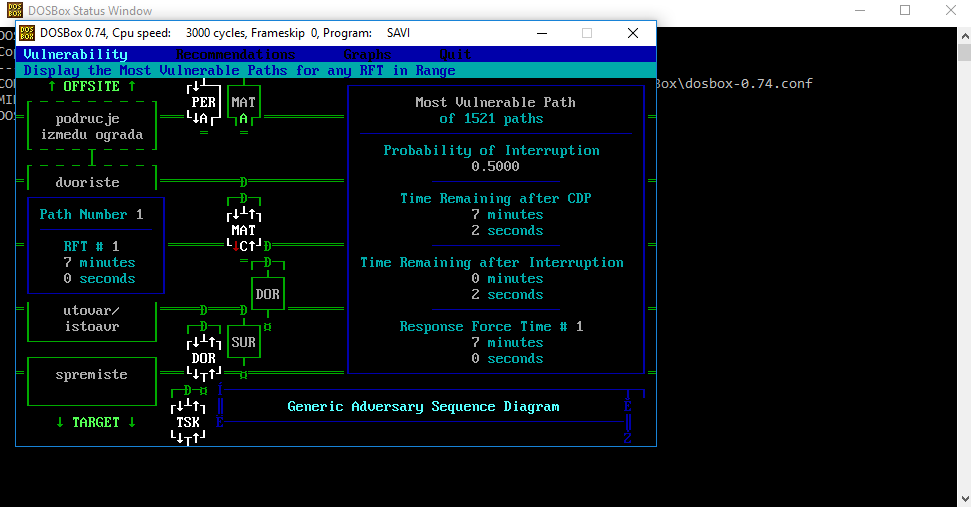 DOSBox Status Window
DOSBox 0.74, Cpu speed: 3000 cycles, Frameskip 0, Program: SAVI
Vulnerability Recommendations Graphs Quit
Display the Most Vulnerable Paths for any RFT in Range
Box\dosbox-0.74.conf
↑ OFFSITE ↑
PER
MAT
A
A
podrucje
izmedu ograda
Most Vulnerable Path
of 1521 paths
Probability of Interruption
0.5000
dvoriste
D
D
Time Remaining after CDP
7 minutes
2 seconds
Path Number 1
MAT
RFT # 1
C
D
7 minutes
0 seconds
D
Time Remaining after Interruption
0 minutes
2 seconds
DOR
utovar/
istoavr
D
D
D
Response Force Time # 1
7 minutes
0 seconds
SUR
DOR
spremiste
T
D
Generic Adversary Sequence Diagram
↓ TARGET ↓
TSK
T
E
E
Z